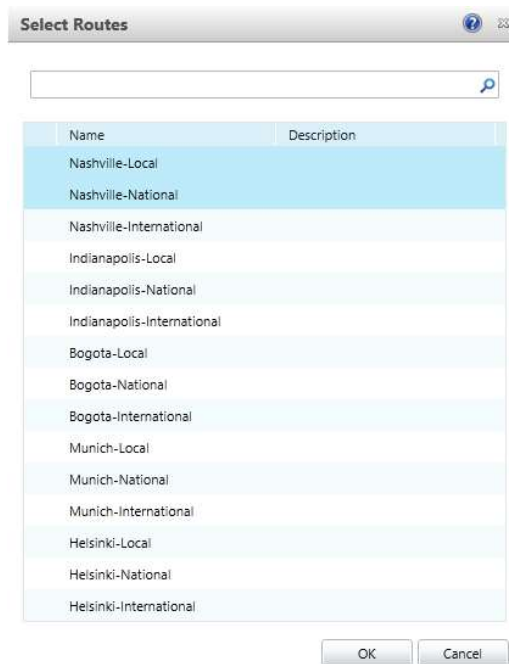 Select Routes
Name Description
Nashville-Local
Nashville-National
Nashville-International
Indianapolis-Local
Indianapolis-National
Indianapolis-International
Bogota-Local
Bogota-National
Bogota-International
Munich-Local
Munich-National
Munich-International
Helsinki-Local
Helsinki-National
Helsinki-International
OK Cancel